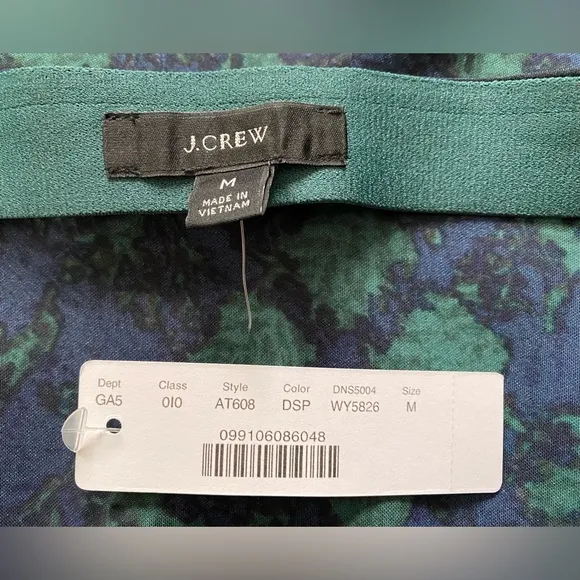 J.CREW
M
MADE IN
VIETNAM
Dept Class Style Color DNS5004 Size
GA5 0I0 AT608 DSP WY5826 M
099106086048